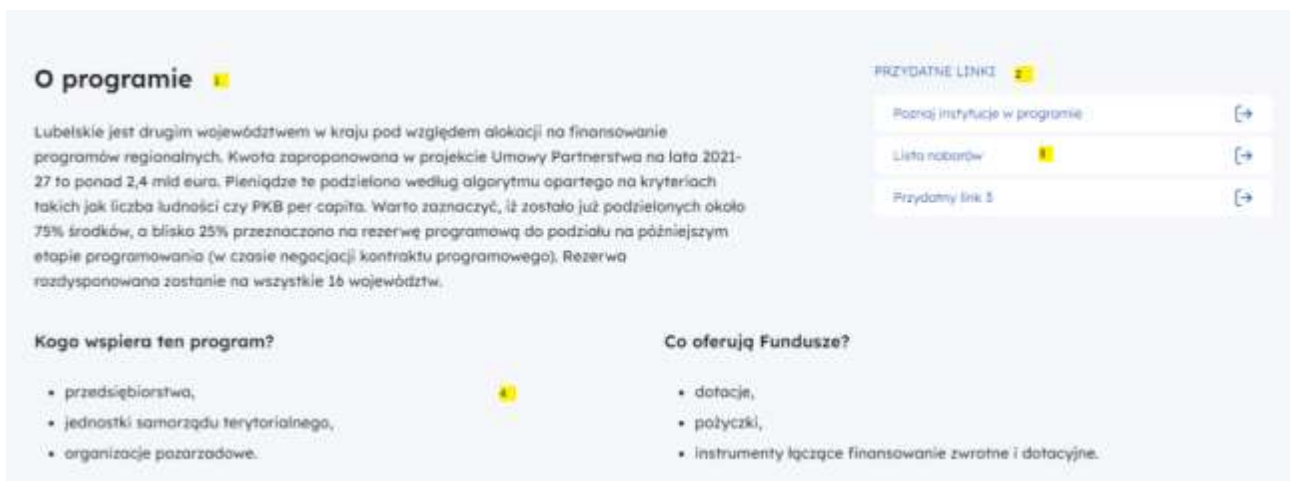 O programie 1
Lubelskie jest drugim województwem w kraju pod względem alokacji na finansowanie
programów regionalnych. Kwota zaproponowana w projekcie Umowy Partnerstwa na lata 2021-
27 to ponad 2,4 mld euro. Pieniądze te podzielono według algorytmu opartego na kryteriach
takich jak liczba ludności czy PKB per capita. Warto zaznaczyć, iż zostało już podzielonych około
75% środków, a blisko 25% przeznaczono na rezerwę programową do podziału na późniejszym
etapie programowania (w czasie negocjacji kontraktu programowego). Rezerwa
rozdysponowana zostanie na wszystkie 16 województw.
PRZYDATNE LINKI 2
Poznaj instytucje w programie
Lista naborów
Przydatny link 3
Kogo wspiera ten program?
• przedsiębiorstwa,
• jednostki samorządu terytorialnego,
• organizacje pozarządowe.
4
Co oferują Fundusze?
• dotacje,
• pożyczki,
• instrumenty łączące finansowanie zwrotne i dotacyjne.